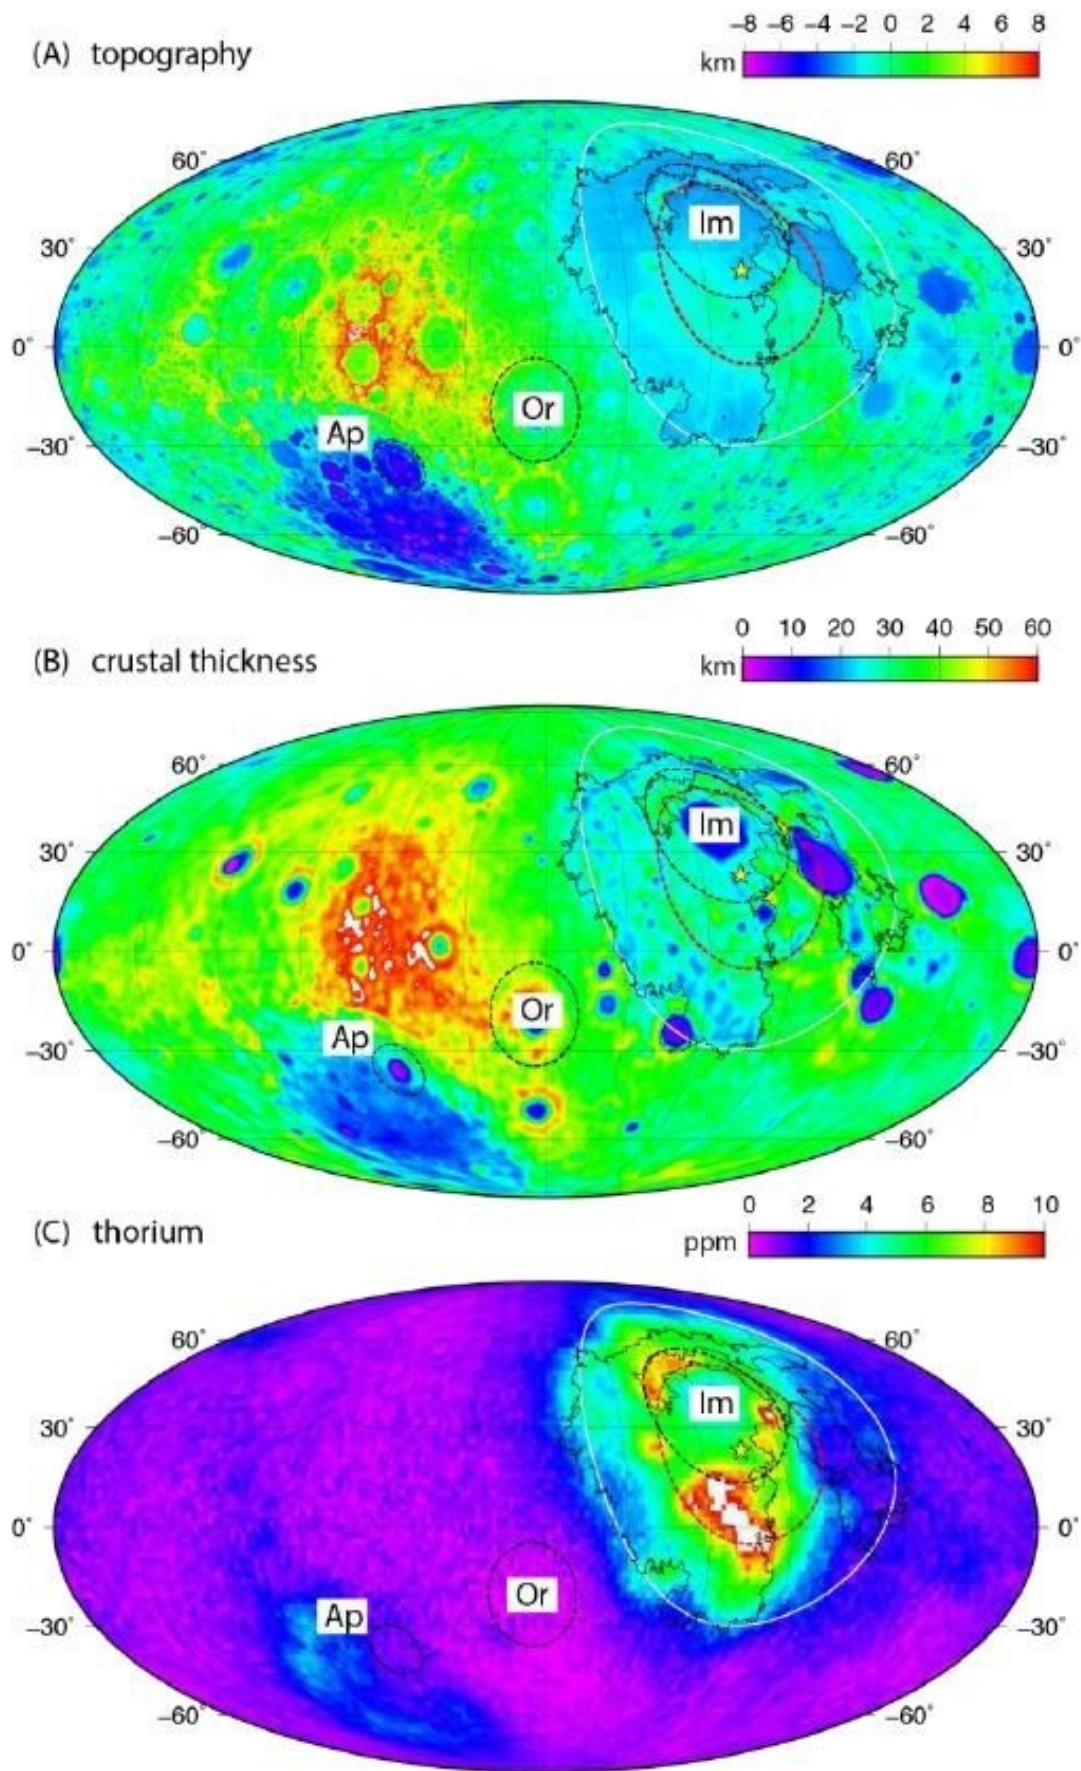 −8 −6 −4 −2 0 2 4 6 8
(A) topography
km
60° 60°
Im
30° 30°
0° 0°
Or
Ap
−30° −30°
−60° −60°
0 10 20 30 40 50 60
(B) crustal thickness
km
60° 60°
Im
30° 30°
0° 0°
Or
Ap
−30° −30°
−60° −60°
0 2 4 6 8 10
(C) thorium
ppm
60° 60°
Im
30° 30°
0° 0°
Or
Ap
−30° −30°
−60° −60°